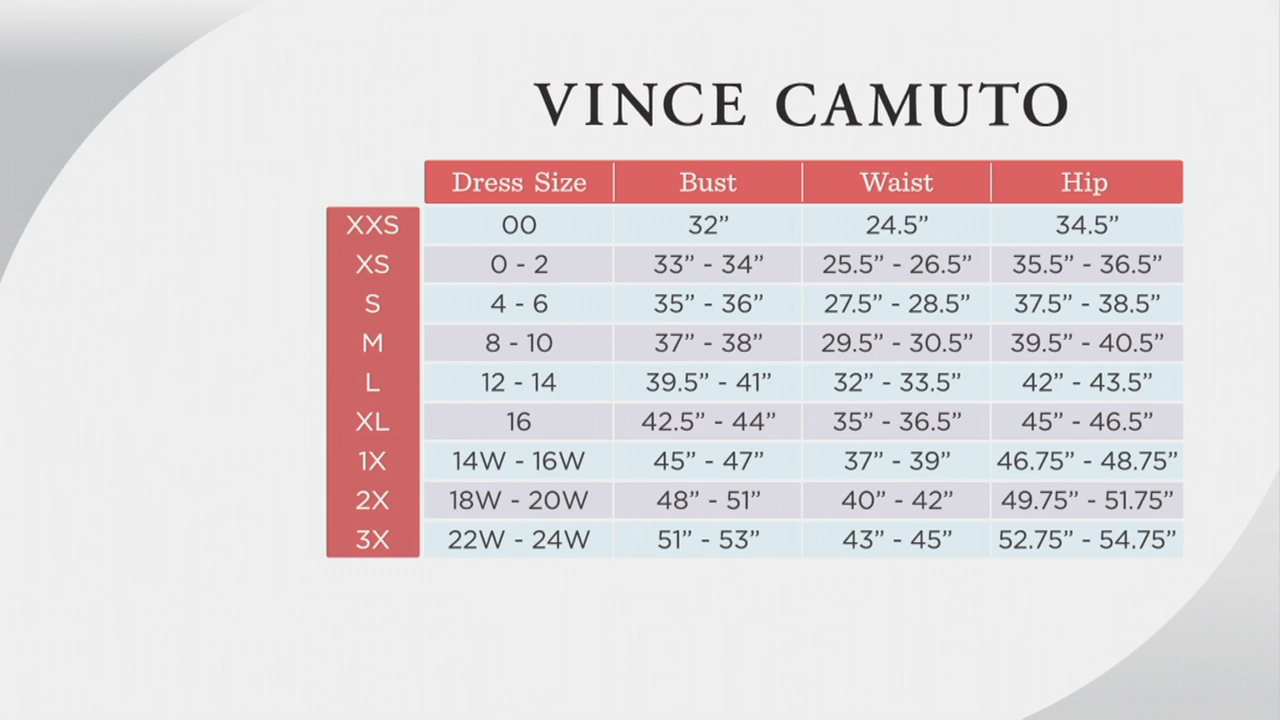 VINCE CAMUTO
Dress Size Bust Waist Hip
XXS 00 32” 24.5” 34.5”
XS 0 - 2 33” - 34” 25.5” - 26.5” 35.5” - 36.5”
S 4 - 6 35” - 36” 27.5” - 28.5” 37.5” - 38.5”
M 8 - 10 37” - 38” 29.5” - 30.5” 39.5” - 40.5”
L 12 - 14 39.5” - 41” 32” - 33.5” 42” - 43.5”
XL 16 42.5” - 44” 35” - 36.5” 45” - 46.5”
1X 14W - 16W 45” - 47” 37” - 39” 46.75” - 48.75”
2X 18W - 20W 48” - 51” 40” - 42” 49.75” - 51.75”
3X 22W - 24W 51” - 53” 43” - 45” 52.75” - 54.75”